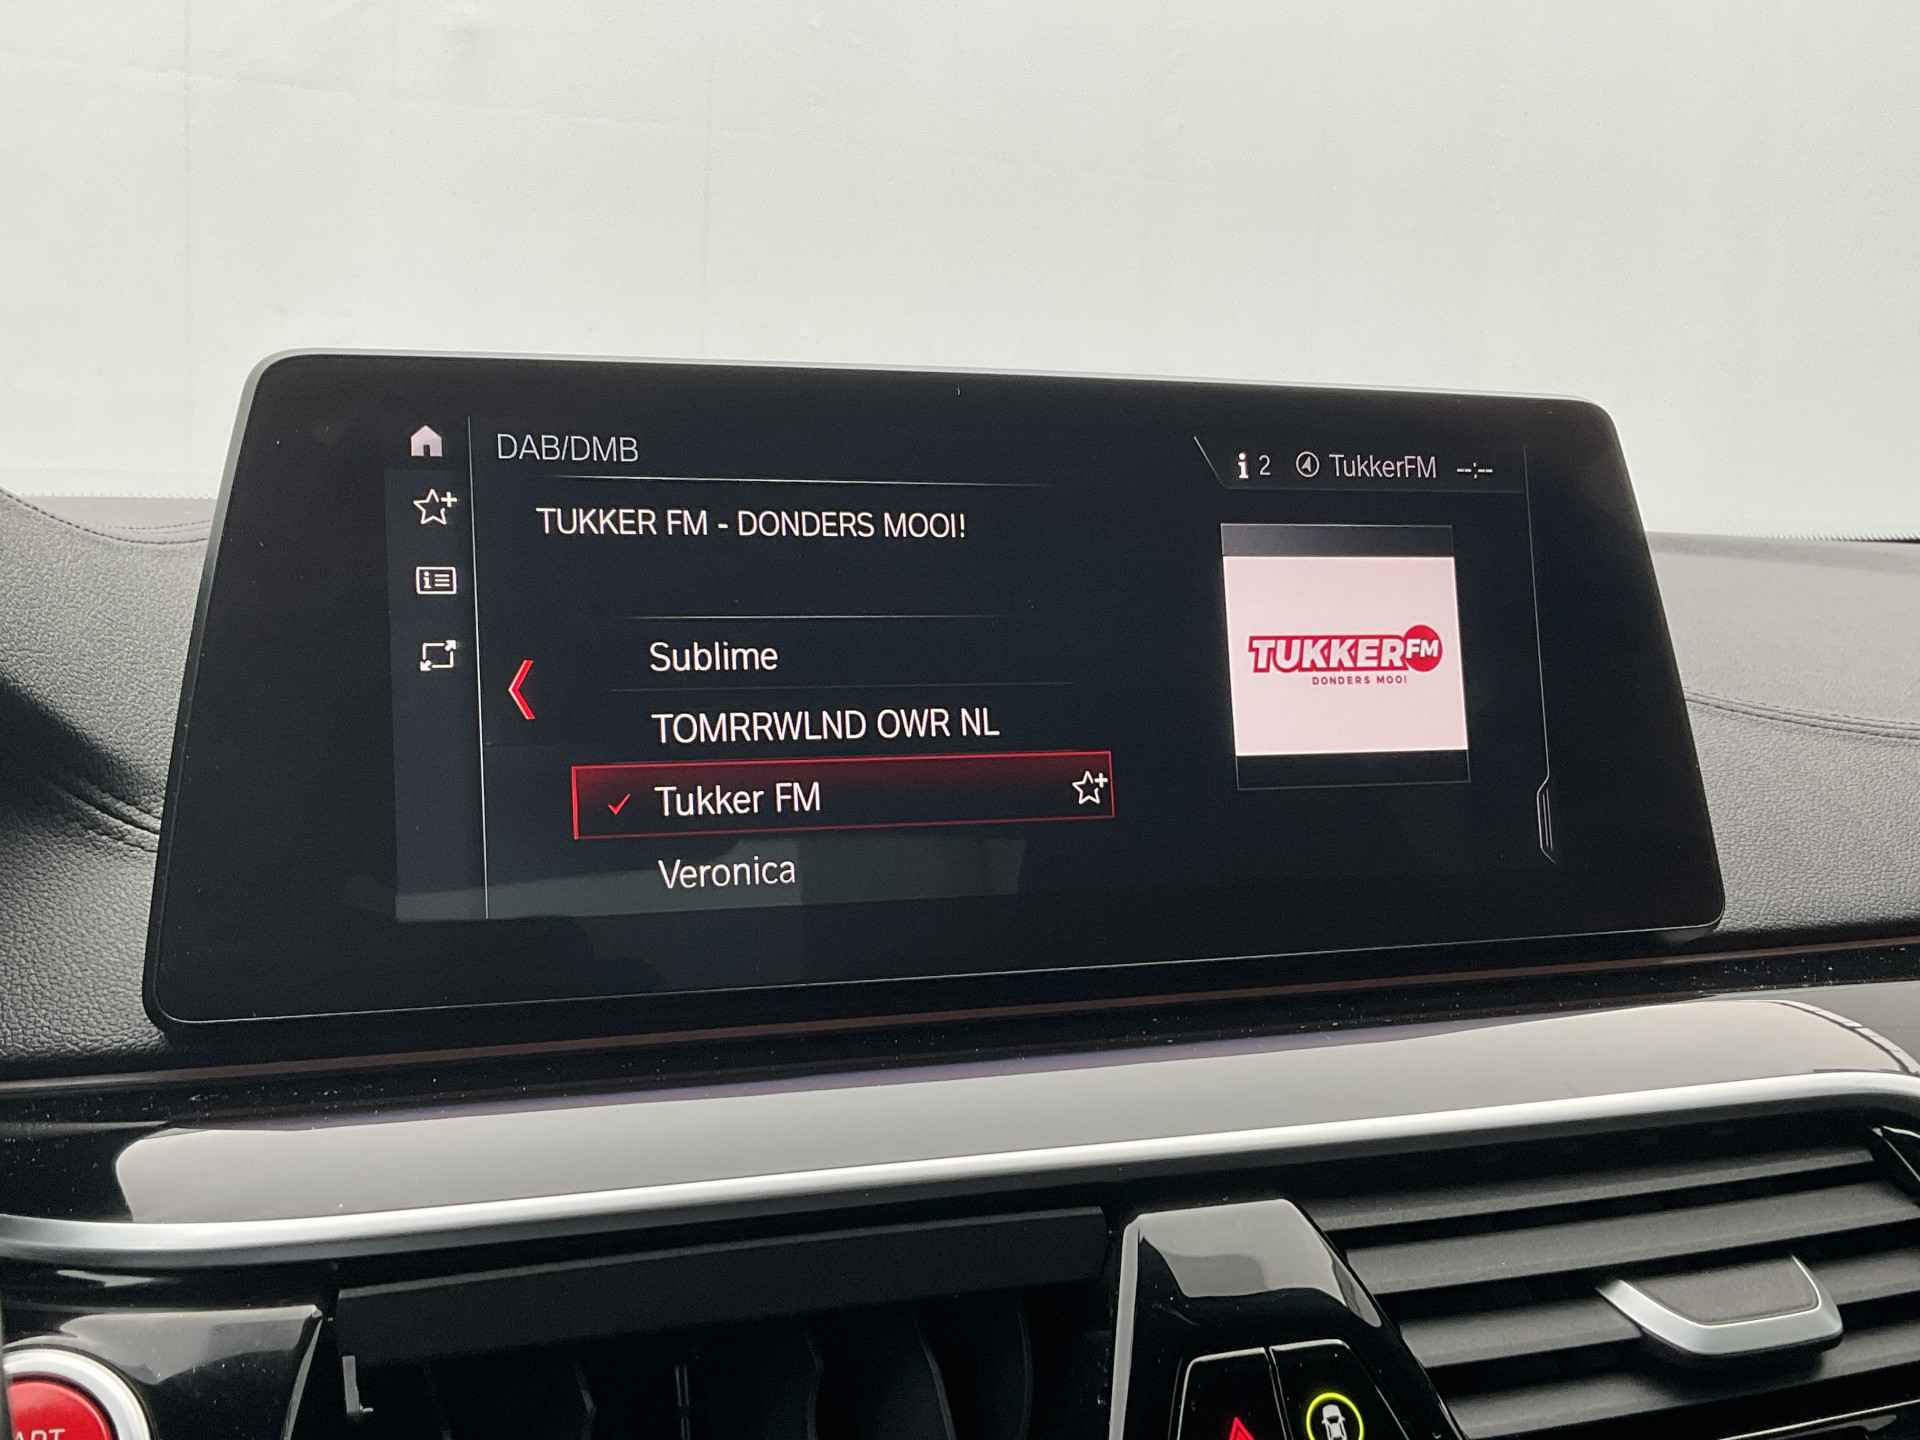 DAB/DMB
2 TukkerFM --:--
TUKKER FM - DONDERS MOOI!
Sublime
TOMRRWLND OWR NL
Tukker FM
Veronica
TUKKERFM
DONDERS MOOI